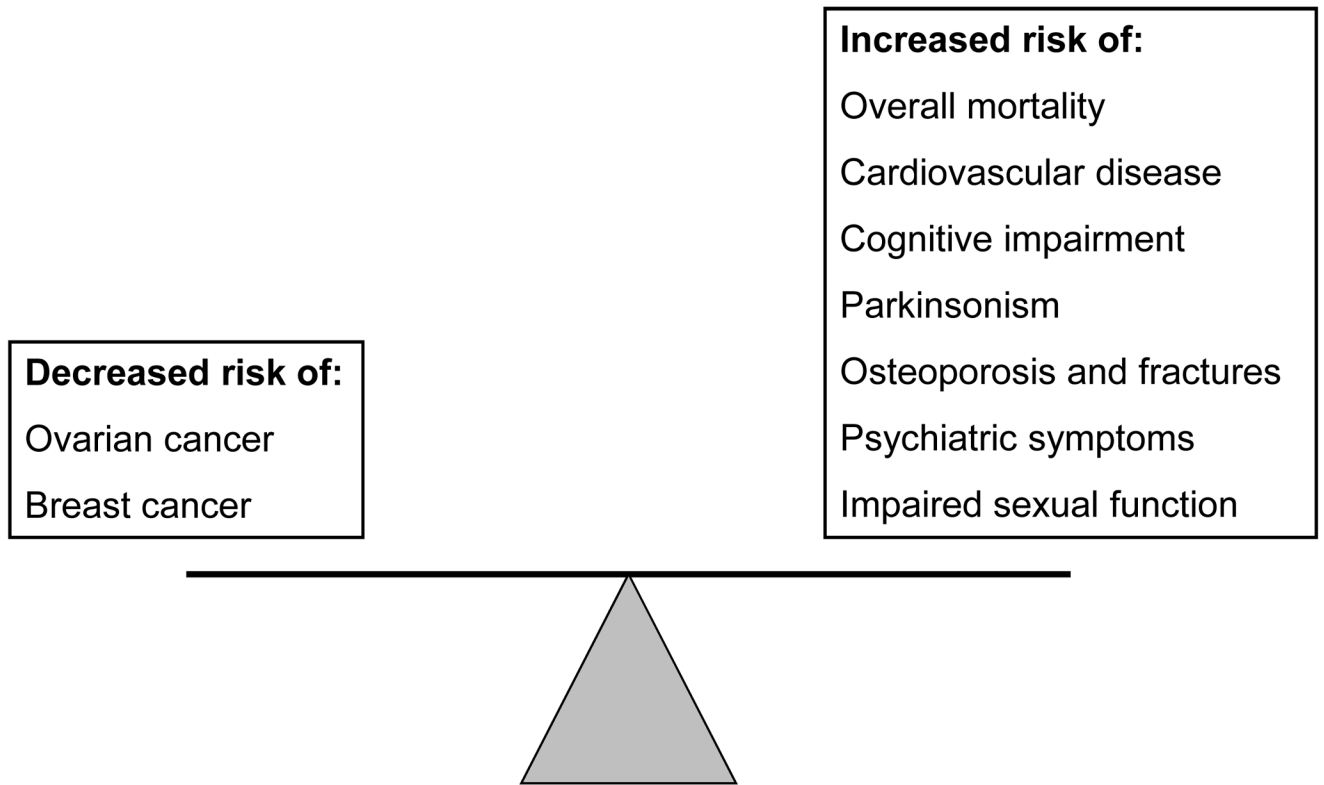 Decreased risk of:
Ovarian cancer
Breast cancer
Increased risk of:
Overall mortality
Cardiovascular disease
Cognitive impairment
Parkinsonism
Osteoporosis and fractures
Psychiatric symptoms
Impaired sexual function